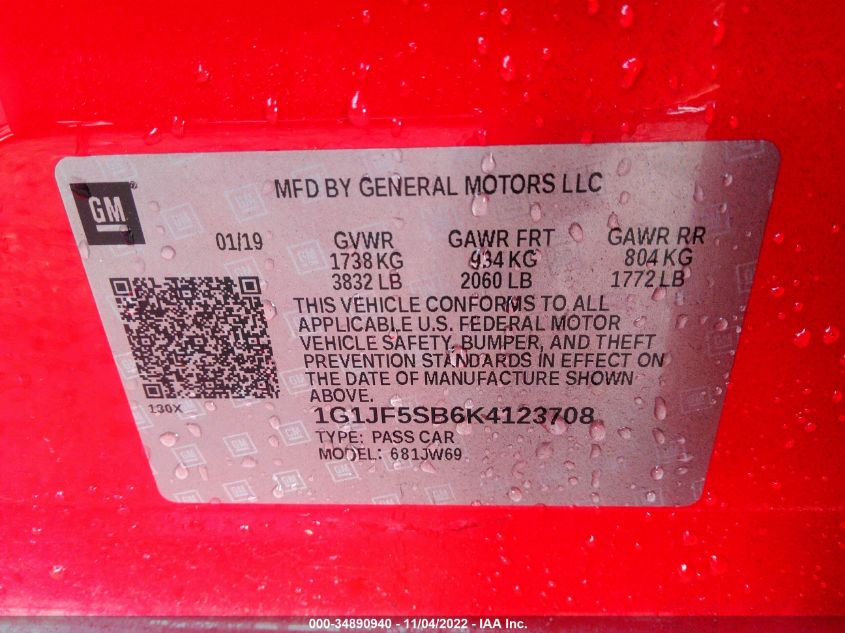 GM
MFD BY GENERAL MOTORS LLC
01/19 GVWR GAWR FRT GAWR RR
1738 KG 934 KG 804 KG
3832 LB 2060 LB 1772 LB
THIS VEHICLE CONFORMS TO ALL
APPLICABLE U.S. FEDERAL MOTOR
VEHICLE SAFETY, BUMPER, AND THEFT
PREVENTION STANDARDS IN EFFECT ON
THE DATE OF MANUFACTURE SHOWN
ABOVE.
130X
1G1JF5SB6K4123708
TYPE: PASS CAR
MODEL: 681JW69
000-34890940 - 11/04/2022 - IAA Inc.